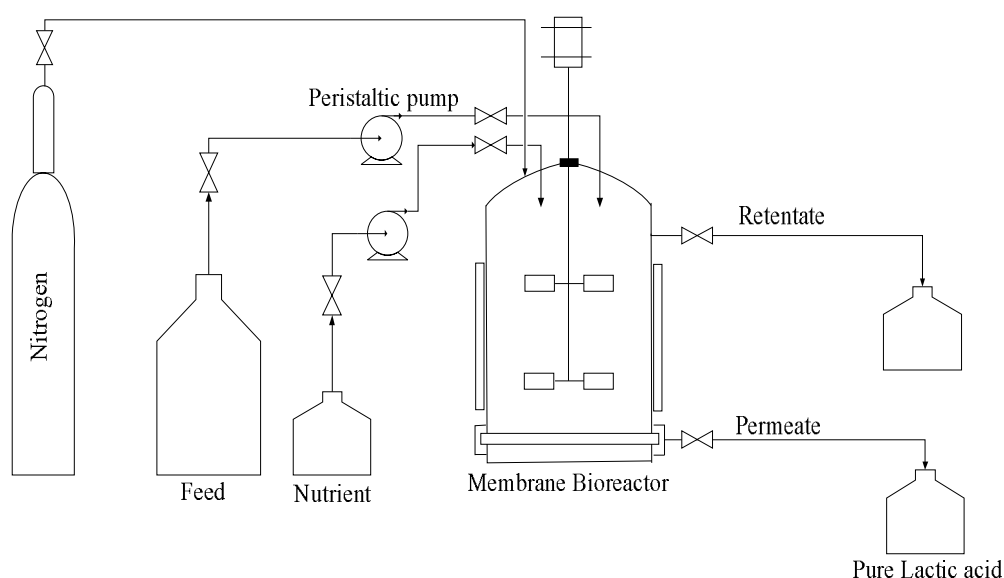 Peristaltic pump
Retentate
Nitrogen
Permeate
Feed
Nutrient
Membrane Bioreactor
Pure Lactic acid